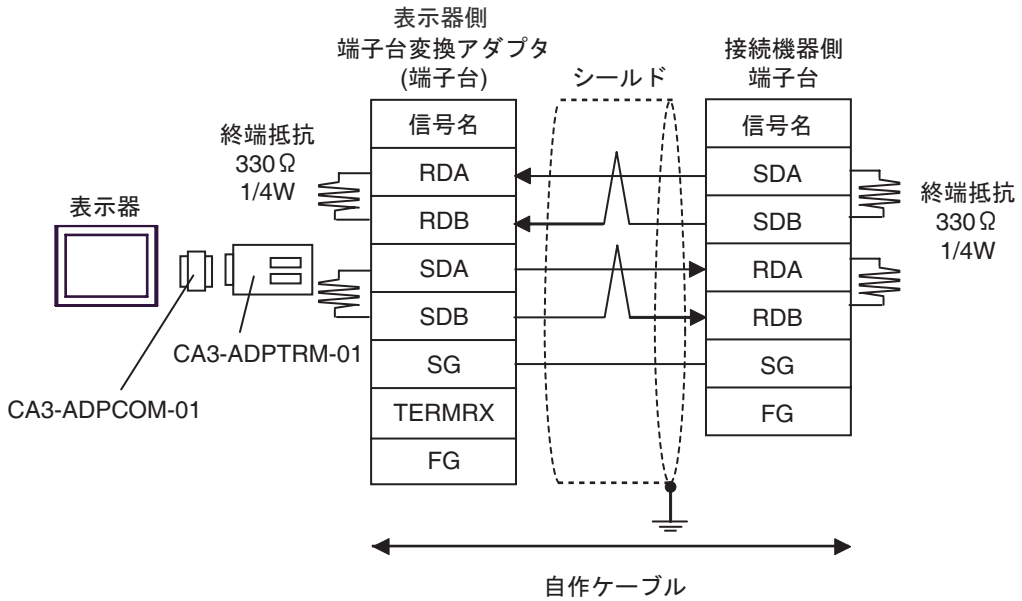 表示器側
端子台変換アダプタ
(端子台)
シールド
接続機器側
端子台
終端抵抗
330Ω
1/4W
表示器
CA3-ADPTRM-01
CA3-ADPCOM-01
信号名
RDA
RDB
SDA
SDB
SG
TERMRX
FG
信号名
SDA
SDB
RDA
RDB
SG
FG
終端抵抗
330Ω
1/4W
自作ケーブル